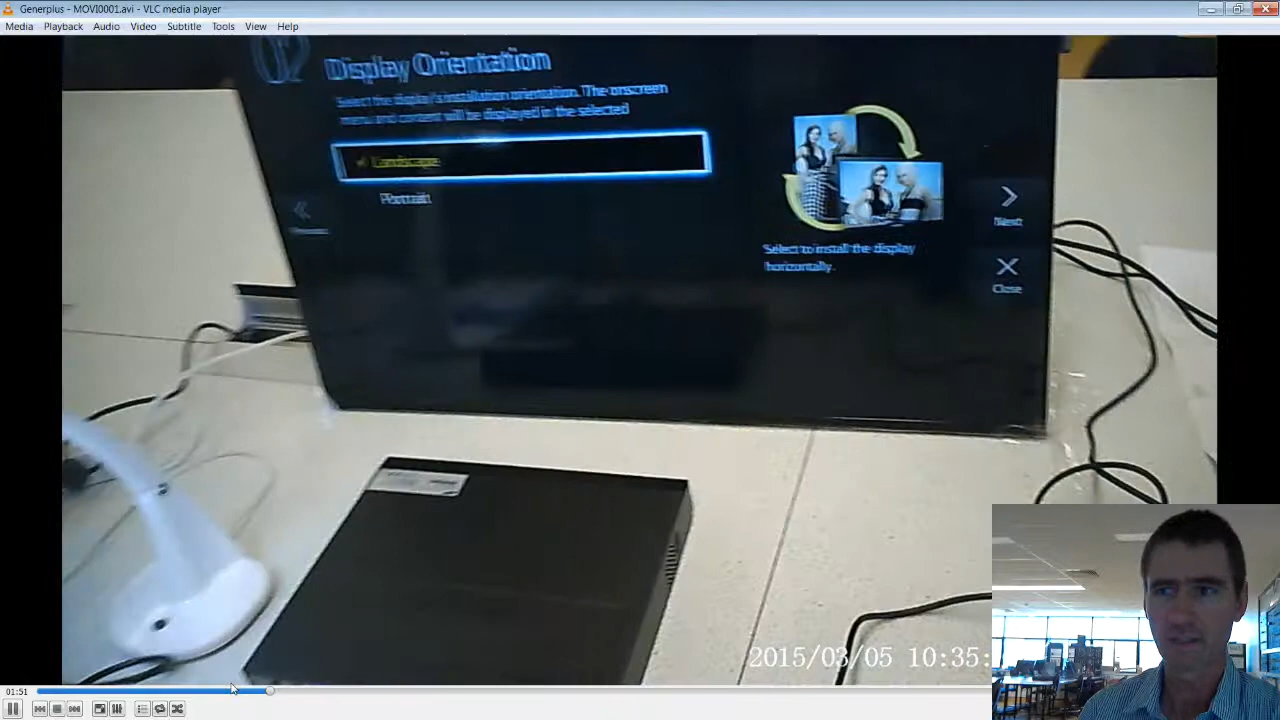 Generplus - MOVI0001.avi - VLC media player
Media Playback Audio Video Subtitle Tools View Help
02
Display Orientation
Select the display's installation orientation. The onscreen
menu and content will be displayed in the selected
Landscape
Portrait
Next
Select to install the display
horizontally.
Close
2015/03/05 10:35:
01:51